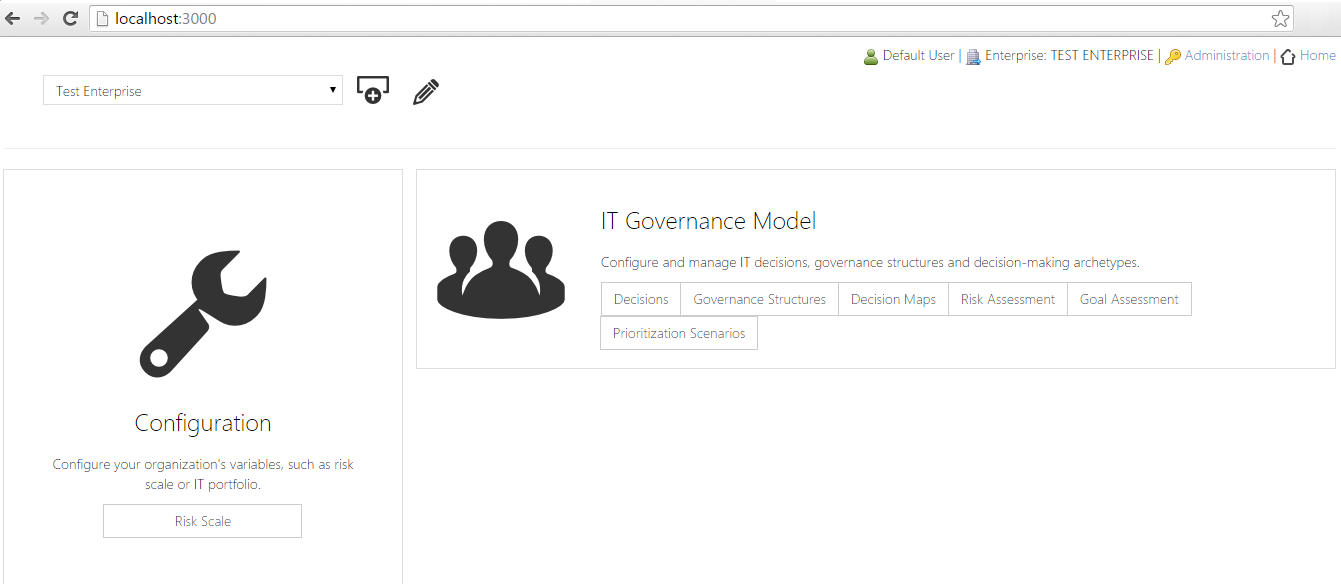 localhost:3000
Default User | Enterprise: TEST ENTERPRISE | Administration | Home
Test Enterprise
IT Governance Model
Configure and manage IT decisions, governance structures and decision-making archetypes.
Decisions Governance Structures Decision Maps Risk Assessment Goal Assessment
Prioritization Scenarios
Configuration
Configure your organization's variables, such as risk
scale or IT portfolio.
Risk Scale